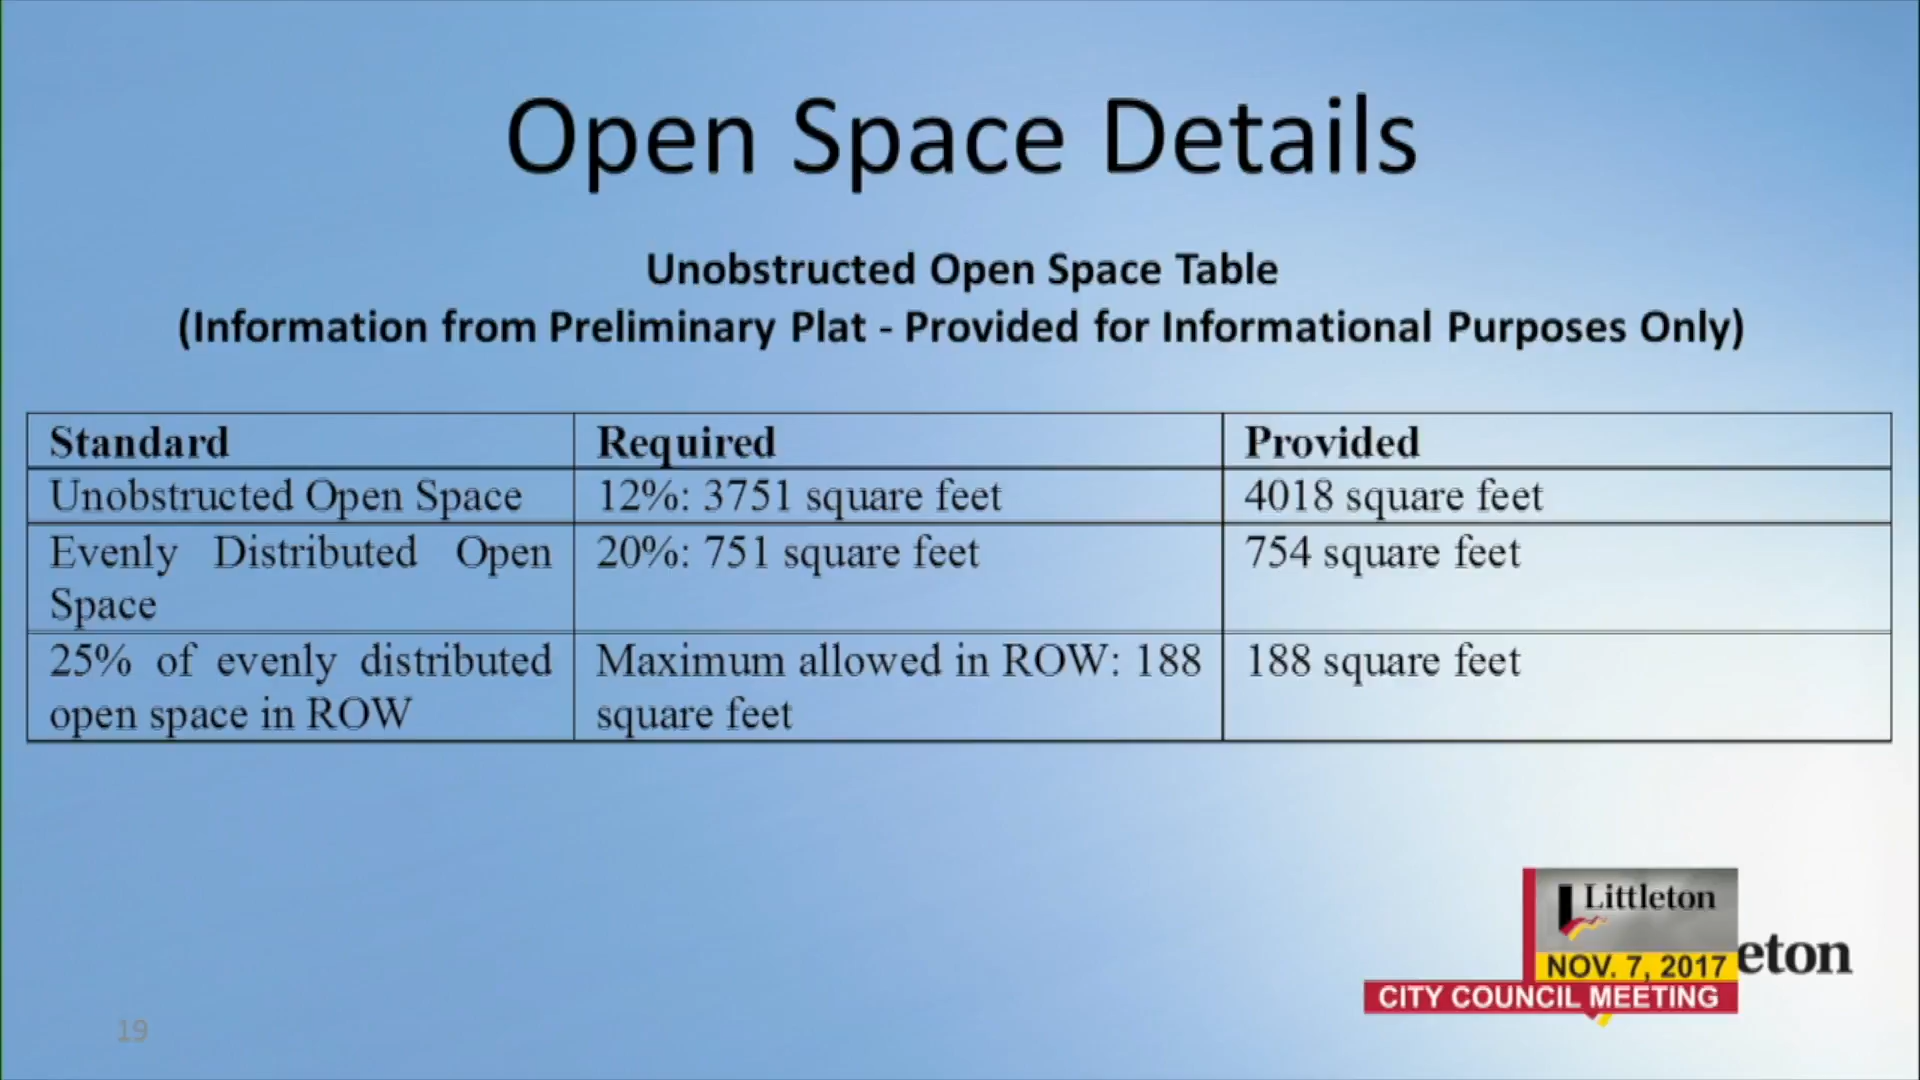 Open Space Details
Unobstructed Open Space Table
(Information from Preliminary Plat - Provided for Informational Purposes Only)
Standard Required Provided
Unobstructed Open Space 12%: 3751 square feet 4018 square feet
Evenly Distributed Open 20%: 751 square feet 754 square feet
Space
25% of evenly distributed Maximum allowed in ROW: 188 188 square feet
open space in ROW square feet
Littleton
eton
NOV. 7, 2017
CITY COUNCIL MEETING
19